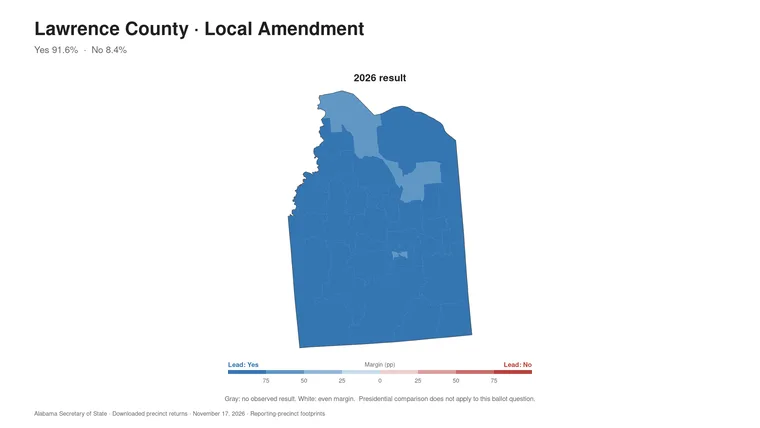 Lawrence County · Local Amendment
Yes 91.6% · No 8.4%
2026 result
Lead: Yes Margin (pp) Lead: No
75 50 25 0 25 50 75
Gray: no observed result. White: even margin. Presidential comparison does not apply to this ballot question.
Alabama Secretary of State · Downloaded precinct returns · November 17, 2026 · Reporting-precinct footprints